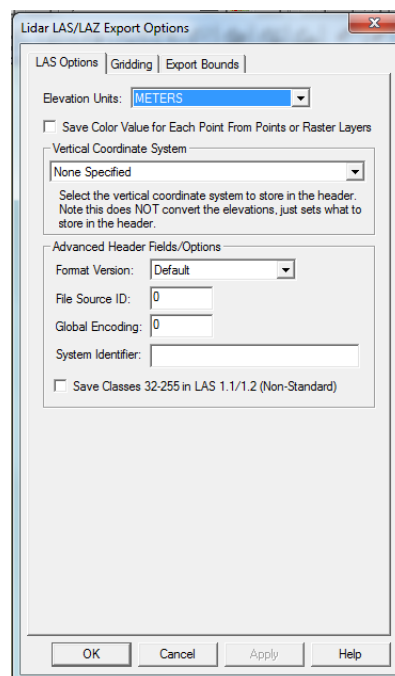 Lidar LAS/LAZ Export Options
LAS Options Gridding Export Bounds
Elevation Units: METERS
Save Color Value for Each Point From Points or Raster Layers
Vertical Coordinate System
None Specified
Select the vertical coordinate system to store in the header.
Note this does NOT convert the elevations, just sets what to
store in the header.
Advanced Header Fields/Options
Format Version: Default
File Source ID: 0
Global Encoding: 0
System Identifier:
Save Classes 32-255 in LAS 1.1/1.2 (Non-Standard)
OK Cancel Apply Help